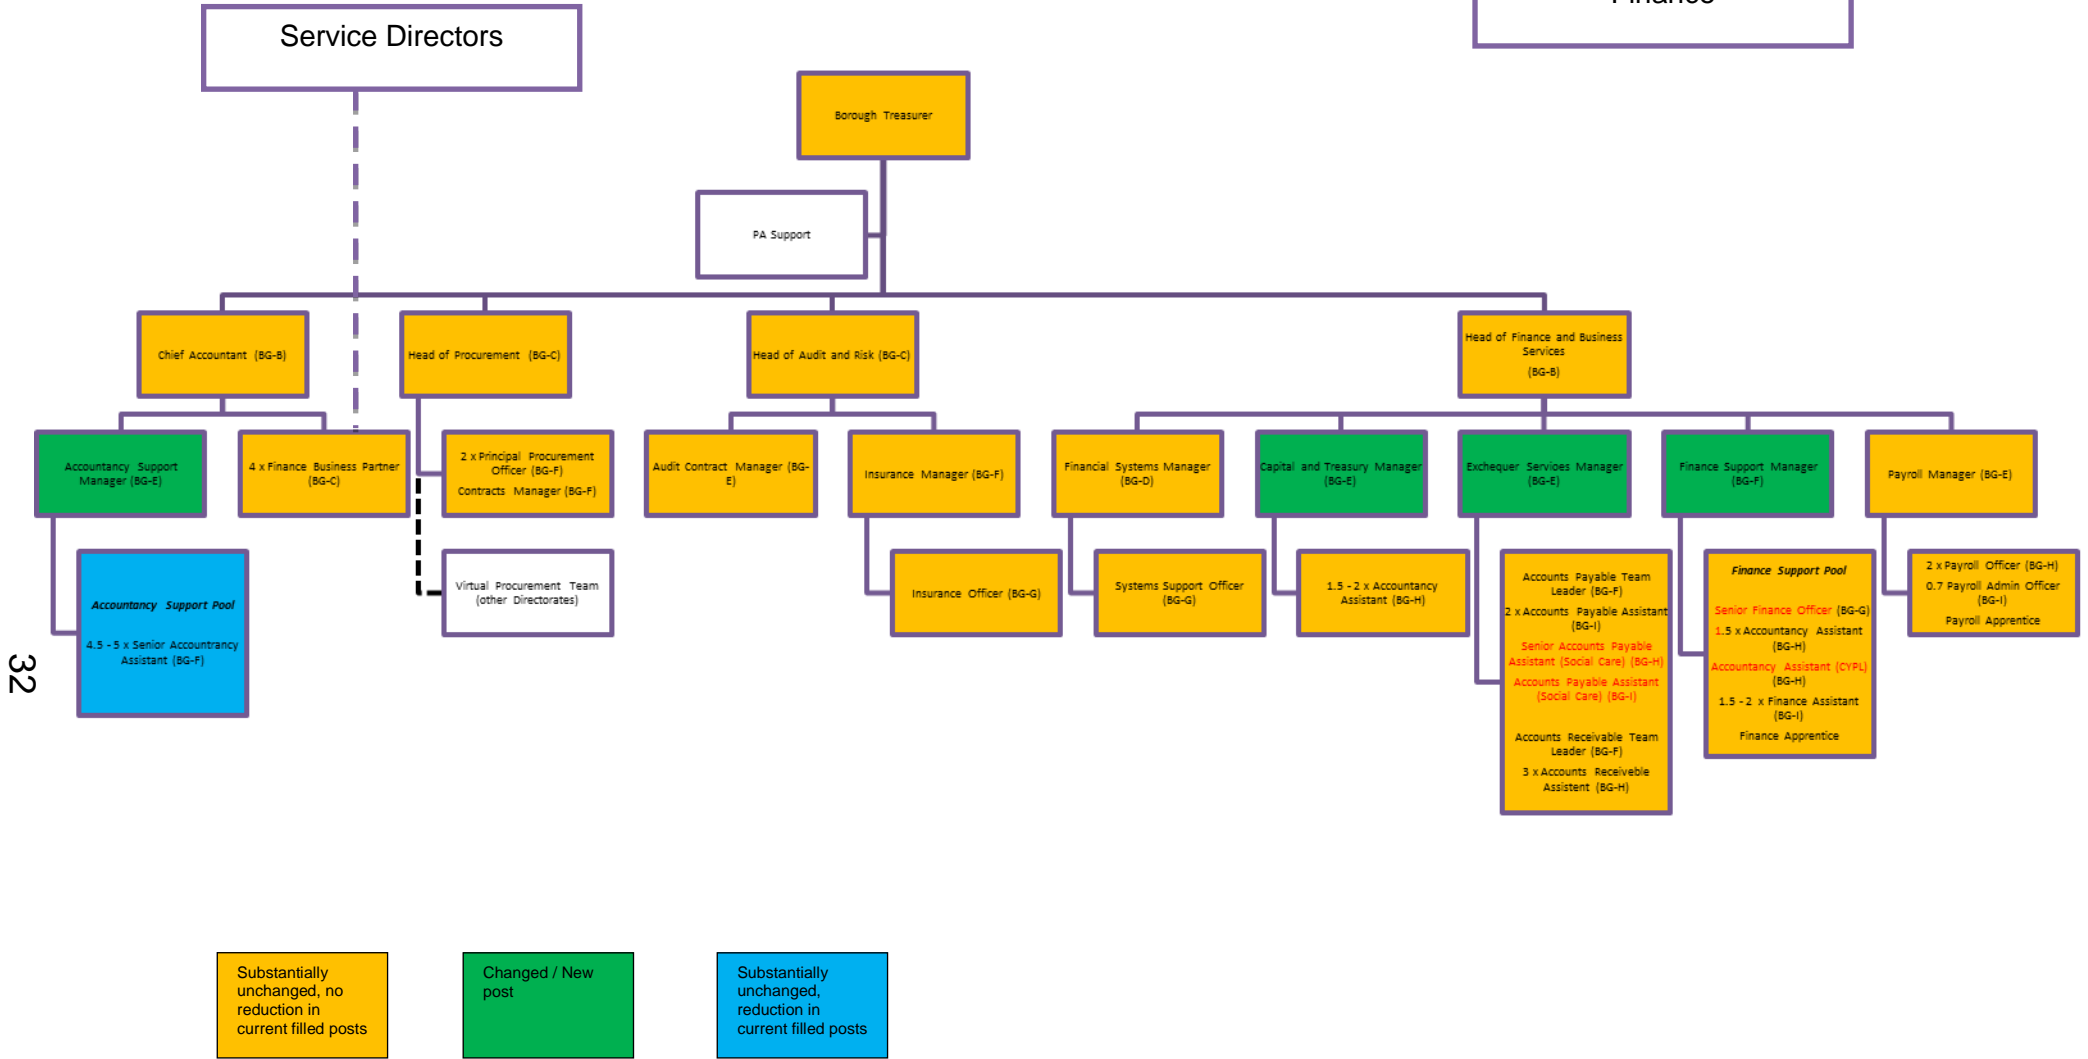 Service Directors
Finance
Borough Treasurer
PA Support
Chief Accountant (BG-B)
Head of Procurement (BG-C)
Head of Audit and Risk (BG-C)
Head of Finance and Business
Services
(BG-B)
Accountancy Support
Manager (BG-E)
4 x Finance Business Partner
(BG-C)
2 x Principal Procurement
Officer (BG-F)
Contracts Manager (BG-F)
Audit Contract Manager (BG-
E)
Insurance Manager (BG-F)
Financial Systems Manager
(BG-D)
Capital and Treasury Manager
(BG-E)
Exchequer Servioes Manager
(BG-E)
Finance Support Manager
(BG-F)
Payroll Manager (BG-E)
Accountancy Support Pool
4.5 - 5 x Senior Accountrancy
Assistant (BG-F)
Virtual Procurement Team
(other Directorates)
Insurance Officer (BG-G)
Systems Support Officer
(BG-G)
1.5 - 2 x Accountancy
Assistant (BG-H)
Accounts Payable Team
Leader (BG-F)
2 x Accounts Payable Assistant
(BG-I)
Senior Accounts Payable
Assistant (Social Care) (BG-H)
Accounts Payable Assistant
(Social Care) (BG-I)
Accounts Receivable Team
Leader (BG-F)
3 x Accounts Receiveble
Assistent (BG-H)
Finance Support Pool
Senior Finance Officer (BG-G)
1.5 x Accountancy Assistant
(BG-H)
Accountancy Assistant (CYPL)
(BG-H)
1.5 - 2 x Finance Assistant
(BG-I)
Finance Apprentice
2 x Payroll Officer (BG-H)
0.7 Payroll Admin Officer
(BG-I)
Payroll Apprentice
32
Substantially
unchanged, no
reduction in
current filled posts
Changed / New
post
Substantially
unchanged,
reduction in
current filled posts